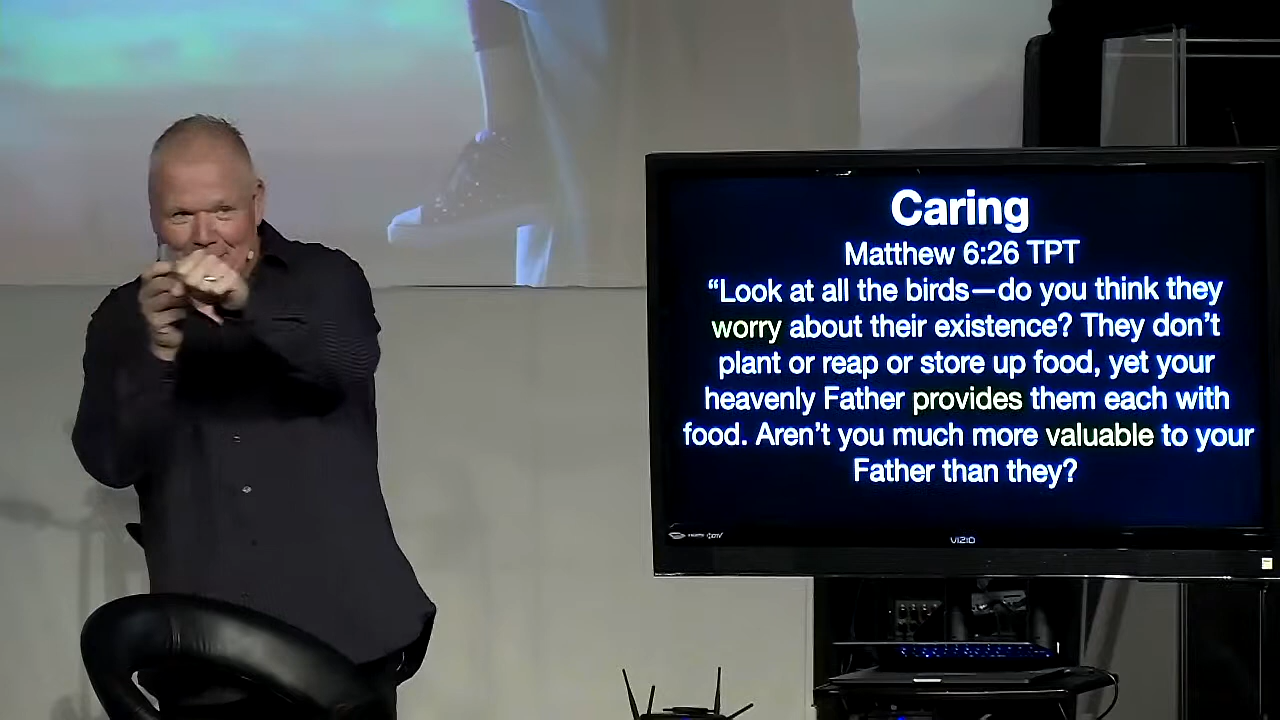 Caring
Matthew 6:26 TPT
“Look at all the birds—do you think they
worry about their existence? They don’t
plant or reap or store up food, yet your
heavenly Father provides them each with
food. Aren’t you much more valuable to your
Father than they?
VIZIO